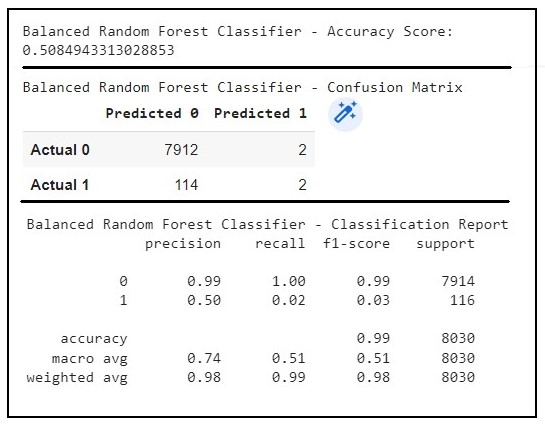 Balanced Random Forest Classifier - Accuracy Score:
0.5084943313028853
Balanced Random Forest Classifier - Confusion Matrix
Predicted 0 Predicted 1
Actual 0 7912 2
Actual 1 114 2
Balanced Random Forest Classifier - Classification Report
precision recall f1-score support
0 0.99 1.00 0.99 7914
1 0.50 0.02 0.03 116
accuracy 0.99 8030
macro avg 0.74 0.51 0.51 8030
weighted avg 0.98 0.99 0.98 8030